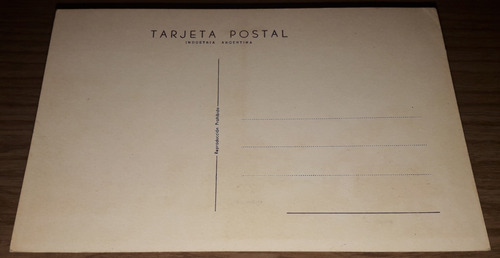 TARJETA POSTAL
INDUSTRIA ARGENTINA
Reproducción Prohibida